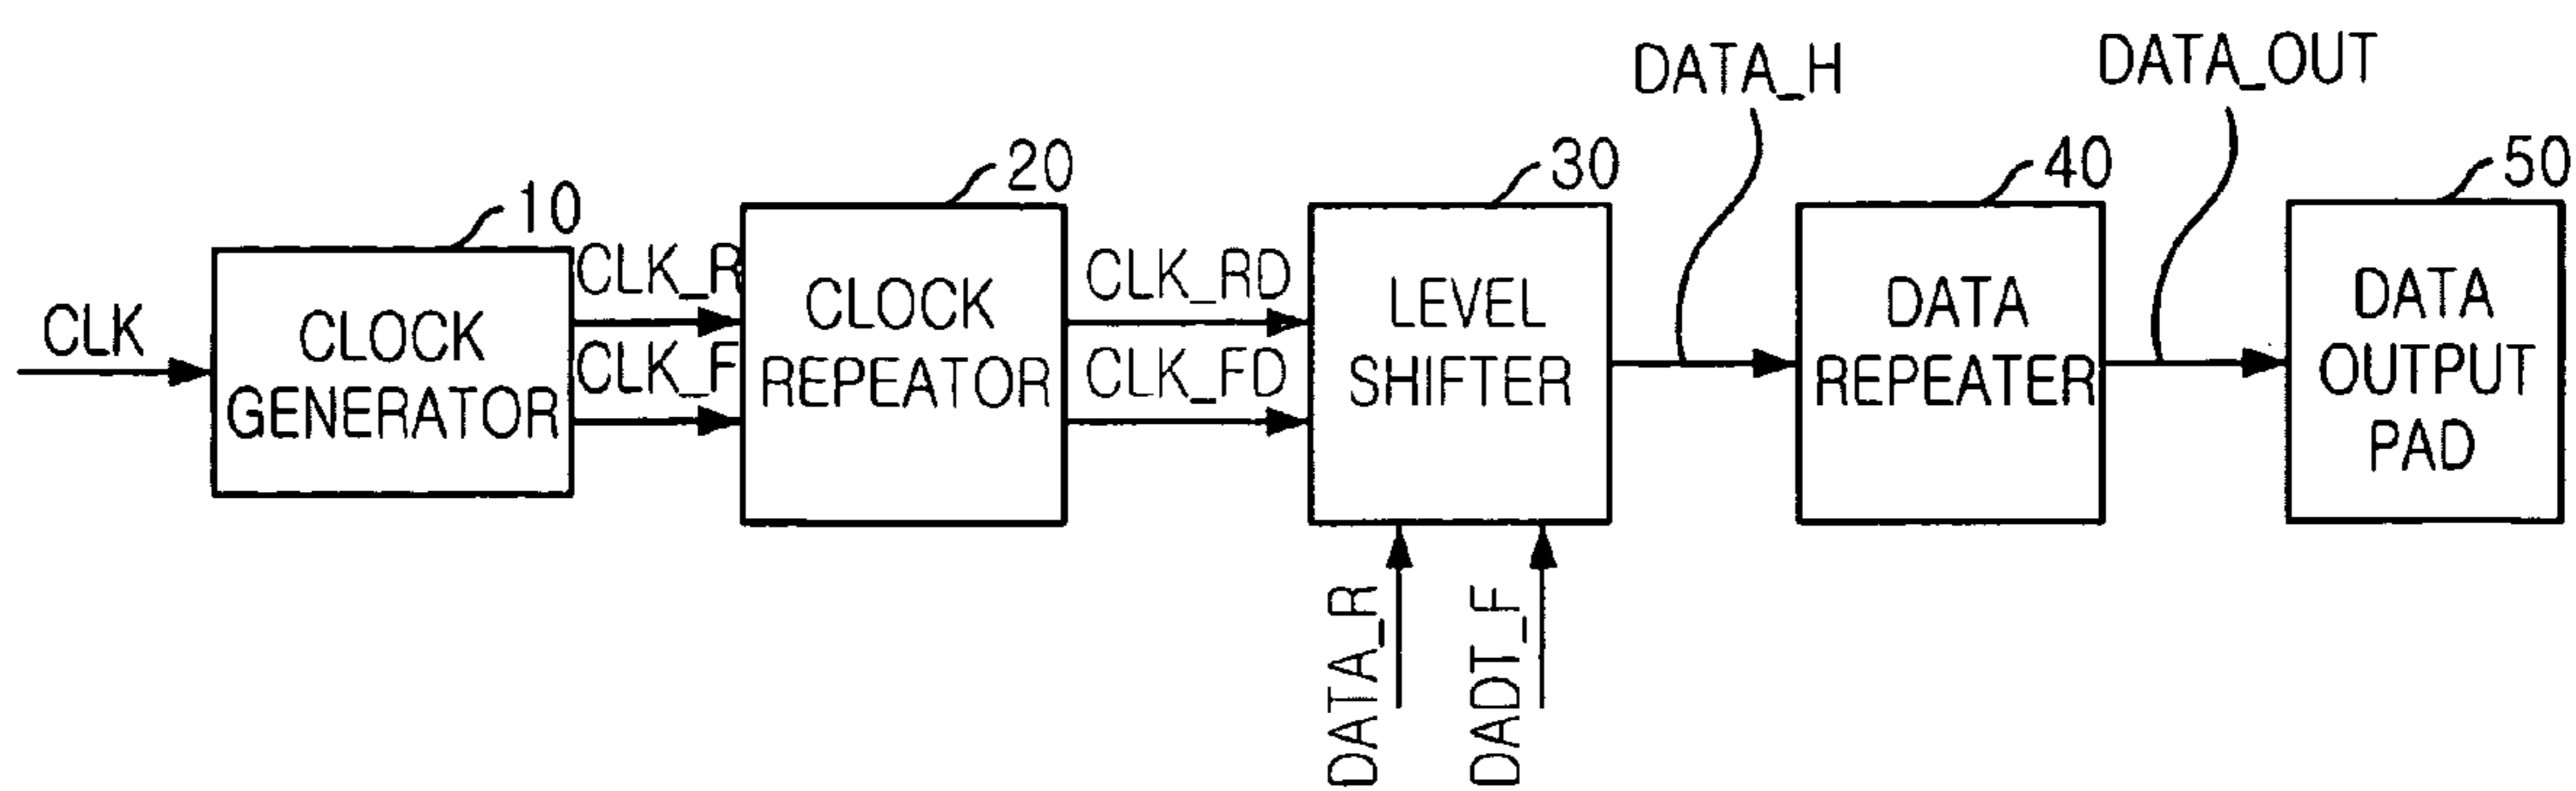 DATA_H
DATA_OUT
10
20
30
40
50
CLK
CLOCK
GENERATOR
CLK_R
CLK_F
CLOCK
REPEATOR
CLK_RD
CLK_FD
LEVEL
SHIFTER
DATA
REPEATER
DATA
OUTPUT
PAD
DATA_R
DADT_F